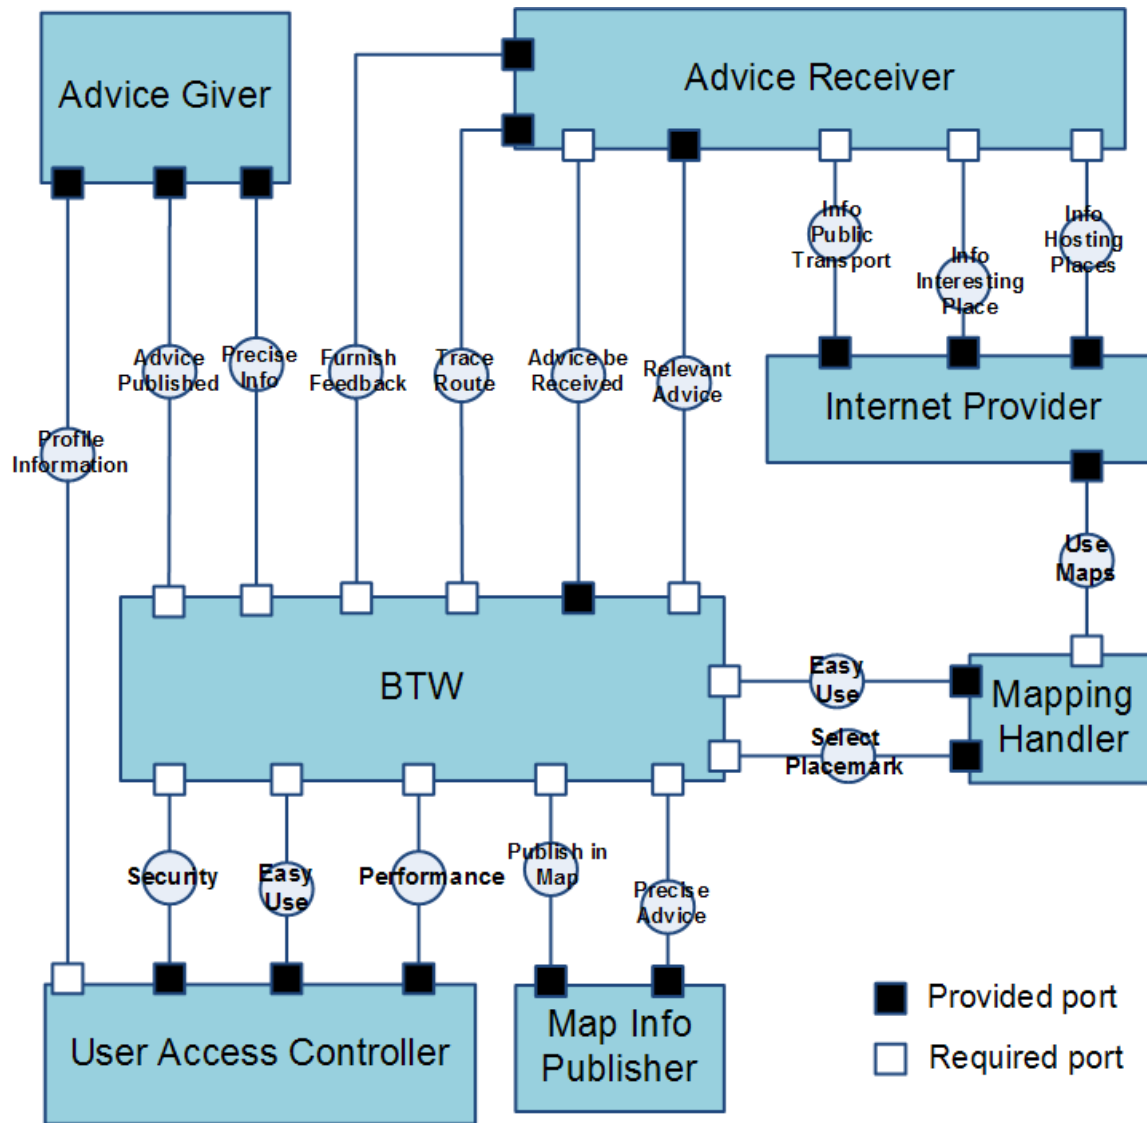 Advice Giver
Advice Receiver
Info
Public
Transport
Info
Interesting
Place
Info
Hosting
Places
Advice
Published
Precise
Info
Furnish
Feedback
Trace
Route
Advice be
Received
Relevant
Advice
Internet Provider
Profile
Information
Use
Maps
BTW
Easy
Use
Select
Placemark
Mapping
Handler
Security
Easy
Use
Performance
Publish in
Map
Precise
Advice
User Access Controller
Map Info
Publisher
Provided port
Required port